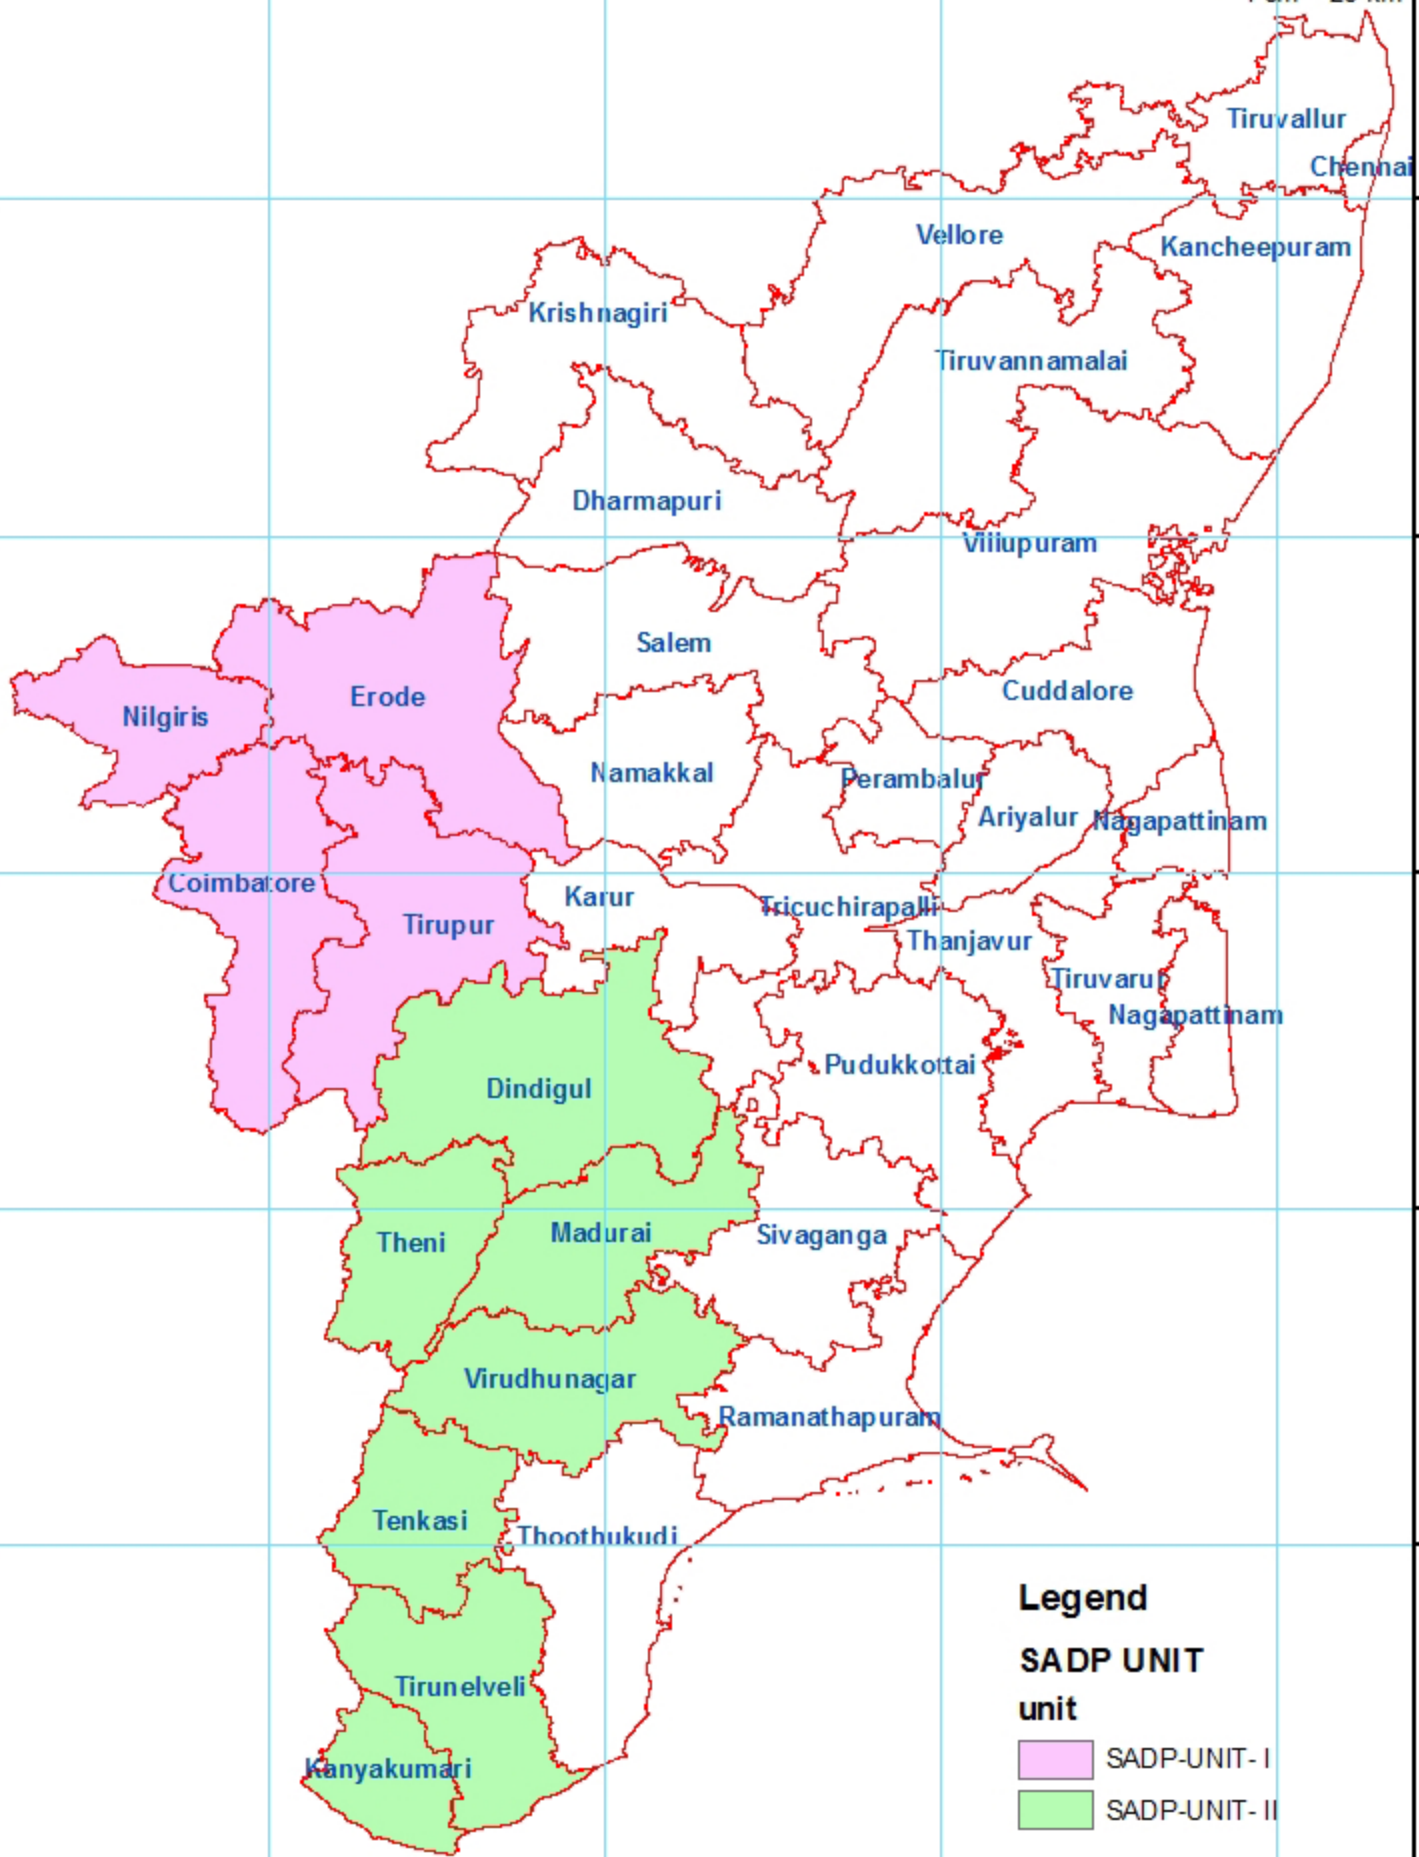 Tiruvallur
Chennai
Vellore
Kancheepuram
Krishnagiri
Tiruvannamalai
Dharmapuri
Villupuram
Salem
Cuddalore
Erode
Nilgiris
Namakkal
Perambalur
Ariyalur
Nagapattinam
Coimbatore
Karur
Tricuchirapalli
Tirupur
Thanjavur
Tiruvarur
Nagapattinam
Pudukkottai
Dindigul
Madurai
Sivaganga
Theni
Virudhunagar
Ramanathapuram
Tenkasi
Thoothukudi
Tirunelveli
Kanyakumari
Legend
SADP UNIT
unit
SADP-UNIT- I
SADP-UNIT- II